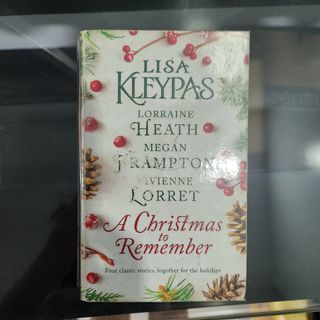 LISA
KLEYPAS
LORRAINE
HEATH
MEGAN
FRAMPTON
VIVIENNE
LORRET
A Christmas
to
Remember
Four classic stories, together for the holidays